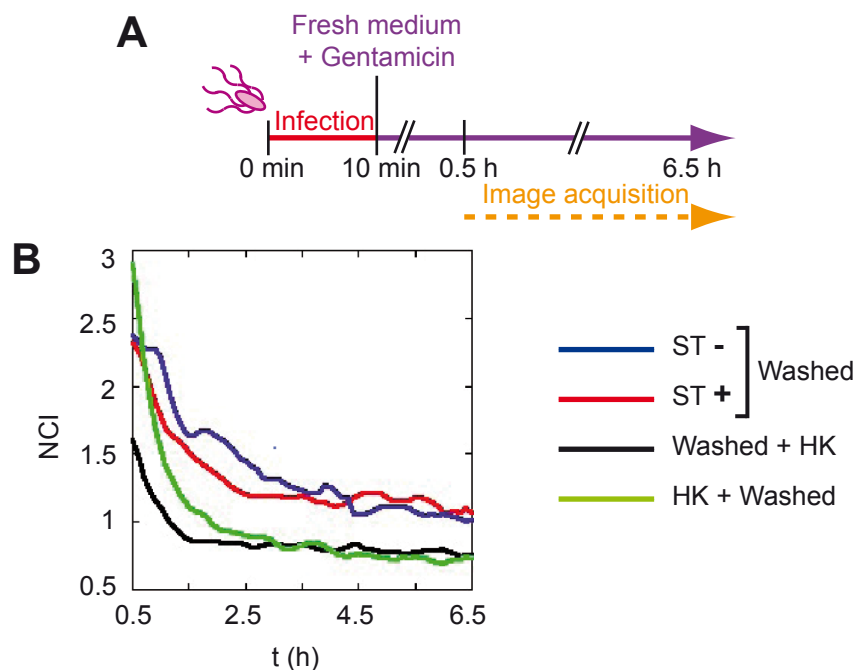 A
Fresh medium
+ Gentamicin
Infection
0 min
10 min
0.5 h
6.5 h
Image acquisition
B
3
2.5
2
1.5
1
0.5
NCI
0.5
2.5
4.5
6.5
t (h)
ST -
ST +
Washed
Washed + HK
HK + Washed